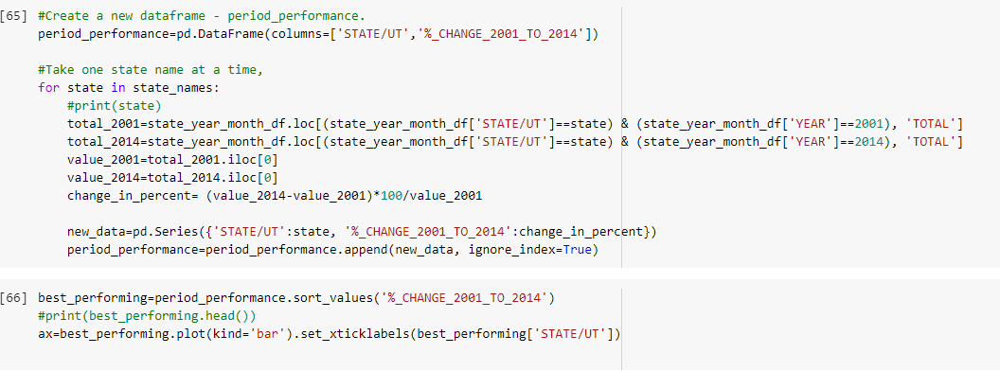 [65] #Create a new dataframe - period_performance.
period_performance=pd.DataFrame(columns=['STATE/UT','%_CHANGE_2001_TO_2014'])
#Take one state name at a time,
for state in state_names:
#print(state)
total_2001=state_year_month_df.loc[(state_year_month_df['STATE/UT']==state) & (state_year_month_df['YEAR']==2001), 'TOTAL']
total_2014=state_year_month_df.loc[(state_year_month_df['STATE/UT']==state) & (state_year_month_df['YEAR']==2014), 'TOTAL']
value_2001=total_2001.iloc[0]
value_2014=total_2014.iloc[0]
change_in_percent= (value_2014-value_2001)*100/value_2001
new_data=pd.Series({'STATE/UT':state, '%_CHANGE_2001_TO_2014':change_in_percent})
period_performance=period_performance.append(new_data, ignore_index=True)
[66] best_performing=period_performance.sort_values('%_CHANGE_2001_TO_2014')
#print(best_performing.head())
ax=best_performing.plot(kind='bar').set_xticklabels(best_performing['STATE/UT'])